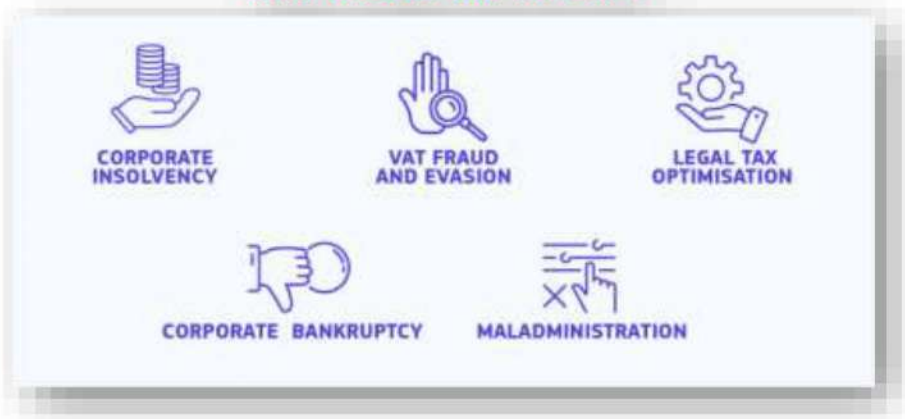 CORPORATE
INSOLVENCY
VAT FRAUD
AND EVASION
LEGAL TAX
OPTIMISATION
CORPORATE BANKRUPTCY
MALADMINISTRATION